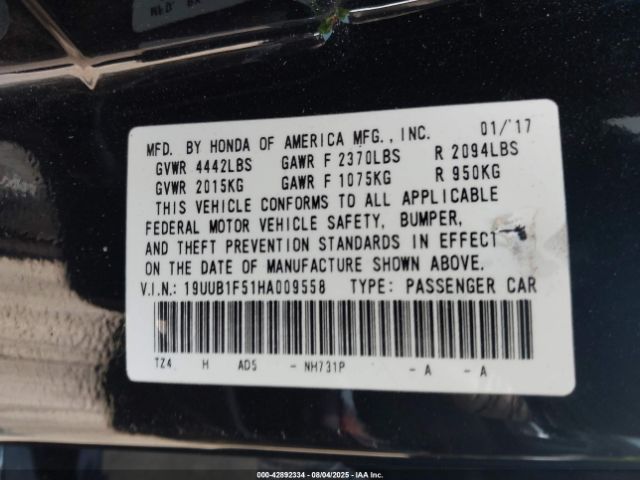 MFD. BY HONDA OF AMERICA MFG., INC. 01/'17
GVWR 4442LBS GAWR F 2370LBS R 2094LBS
GVWR 2015KG GAWR F 1075KG R 950KG
THIS VEHICLE CONFORMS TO ALL APPLICABLE
FEDERAL MOTOR VEHICLE SAFETY, BUMPER,
AND THEFT PREVENTION STANDARDS IN EFFECT
ON THE DATE OF MANUFACTURE SHOWN ABOVE.
V.I.N.: 19UUB1F51HA009558 TYPE: PASSENGER CAR
TZ4 H AD5 - NH731P - A - A
000-42892334 - 08/04/2025 - IAA Inc.